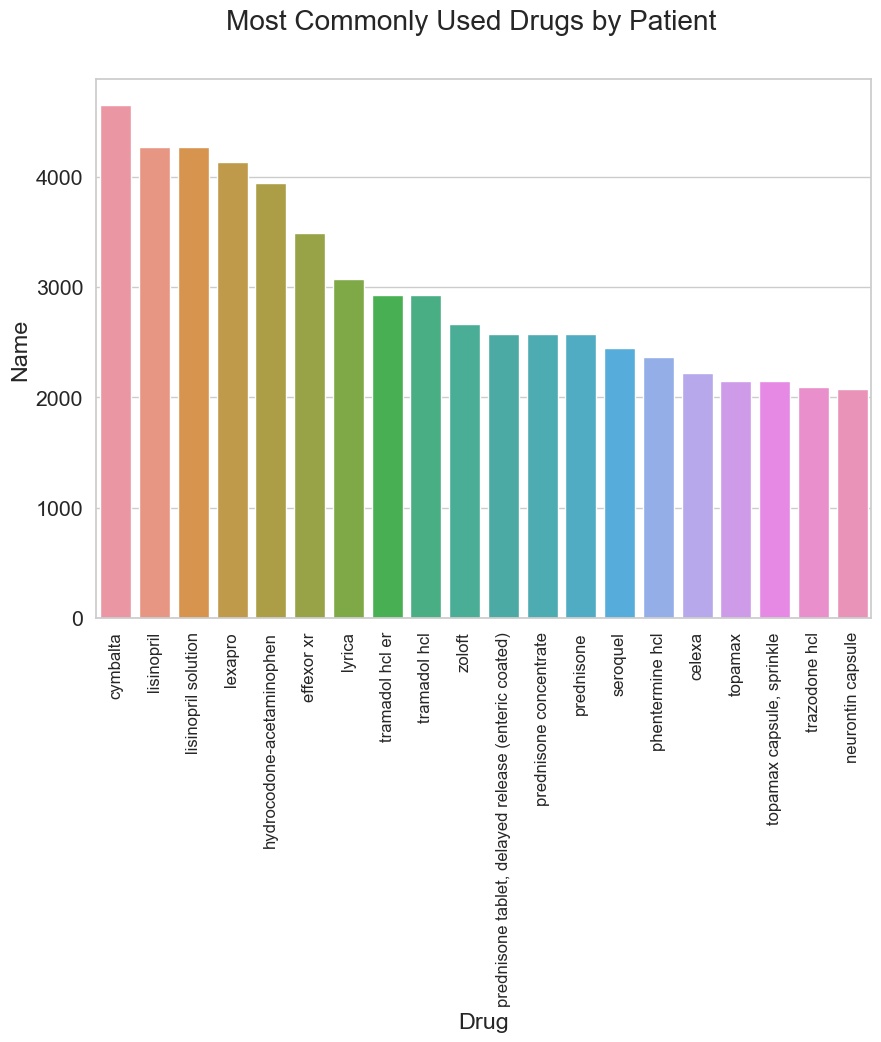 Most Commonly Used Drugs by Patient
Name
4000
3000
2000
1000
0
cymbalta
lisinopril
lisinopril solution
lexapro
hydrocodone-acetaminophen
effexor xr
lyrica
tramadol hcl er
tramadol hcl
zoloft
prednisone tablet, delayed release (enteric coated)
prednisone concentrate
prednisone
seroquel
phentermine hcl
celexa
topamax
topamax capsule, sprinkle
trazodone hcl
neurontin capsule
Drug